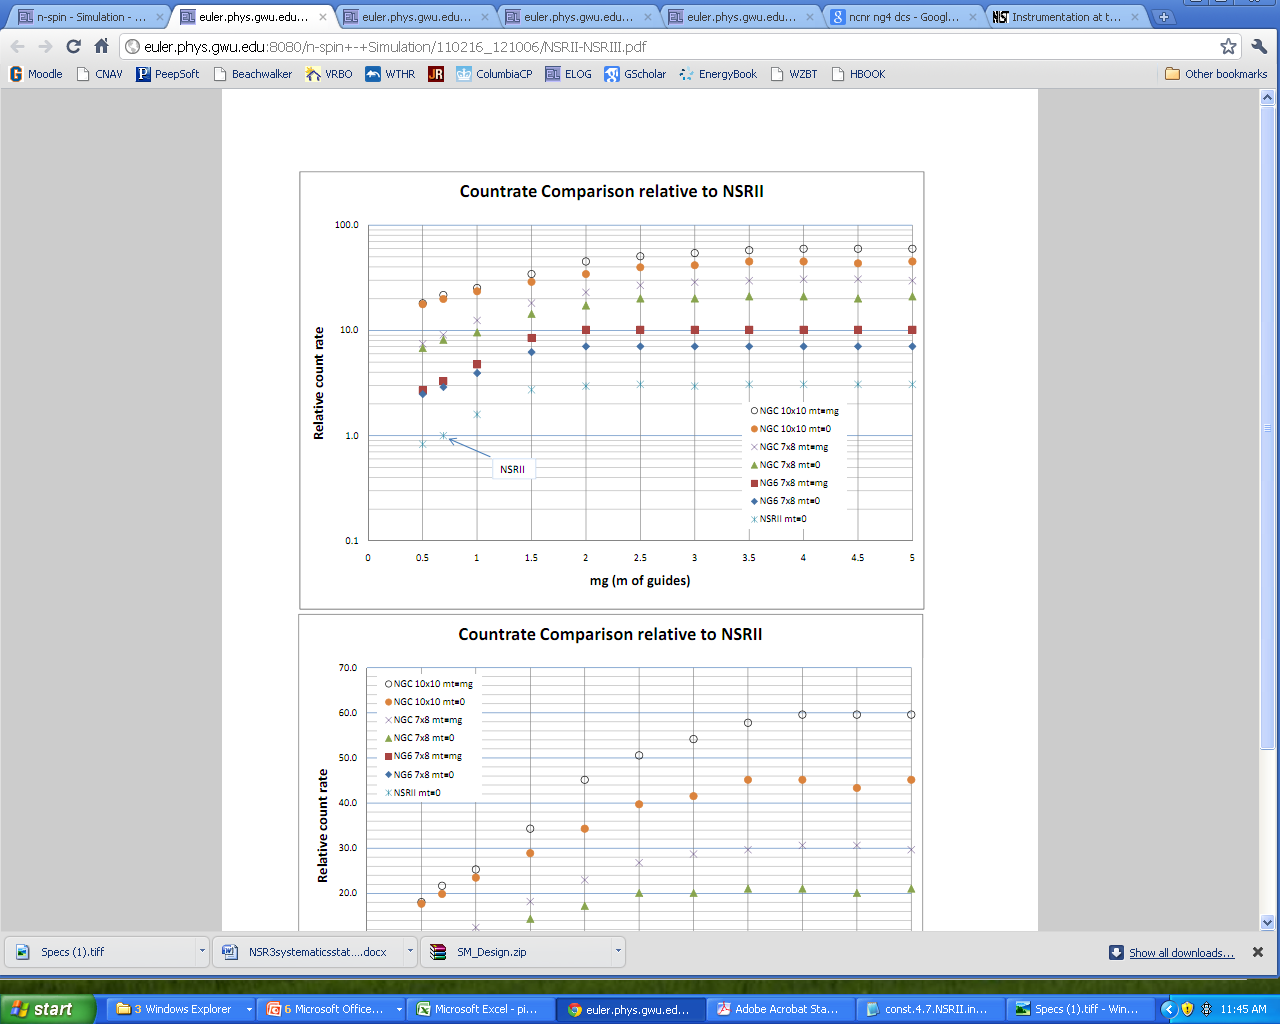 n-spin - Simulation - ...
euler.phys.gwu.edu...
euler.phys.gwu.edu...
euler.phys.gwu.edu...
euler.phys.gwu.edu...
ncnr ng4 dcs - Googl...
Instrumentation at t...
euler.phys.gwu.edu:8080/n-spin+-+Simulation/110216_121006/NSRII-NSRIII.pdf
Moodle CNAV PeepSoft Beachwalker VRBO WTHR ColumbiaCP ELOG GScholar EnergyBook WZBT HBOOK Other bookmarks
Countrate Comparison relative to NSRII
100.0
10.0
1.0
0.1
Relative count rate
NGC 10x10 mt=mg
NGC 10x10 mt=0
NGC 7x8 mt=mg
NGC 7x8 mt=0
NG6 7x8 mt=mg
NG6 7x8 mt=0
NSRII mt=0
NSRII
0 0.5 1 1.5 2 2.5 3 3.5 4 4.5 5
mg (m of guides)
Countrate Comparison relative to NSRII
70.0
60.0
50.0
40.0
30.0
20.0
Relative count rate
NGC 10x10 mt=mg
NGC 10x10 mt=0
NGC 7x8 mt=mg
NGC 7x8 mt=0
NG6 7x8 mt=mg
NG6 7x8 mt=0
NSRII mt=0
Specs (1).tiff
NSR3systematicsstat....docx
SM_Design.zip
Show all downloads...
start
3 Windows Explorer
6 Microsoft Office...
Microsoft Excel - pi...
euler.phys.gwu.ed...
Adobe Acrobat Sta...
const.4.7.NSRII.in...
Specs (1).tiff - Win...
11:45 AM